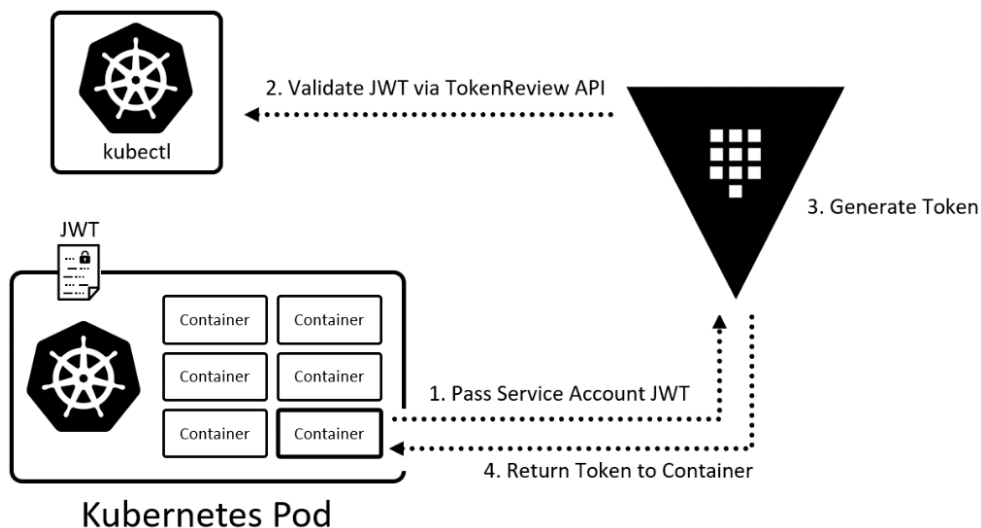 2. Validate JWT via TokenReview API
kubectl
3. Generate Token
JWT
Container
Container
Container
Container
1. Pass Service Account JWT
Container
Container
4. Return Token to Container
Kubernetes Pod